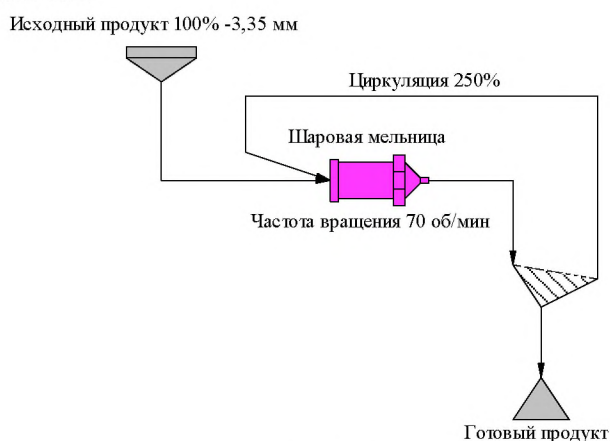 Исходный продукт 100% -3,35 мм
Циркуляция 250%
Шаровая мельница
Частота вращения 70 об/мин
Готовый продукт